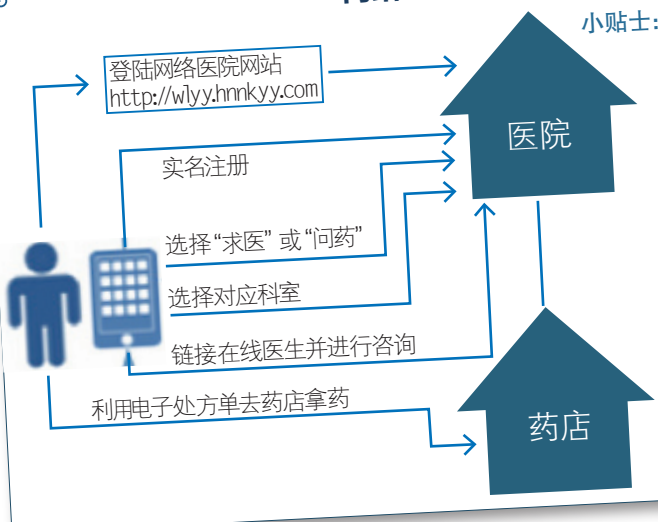 小贴士:
登陆网络医院网站
http://wlyy.hnnkyy.com
医院
实名注册
选择“求医”或“问药”
选择对应科室
链接在线医生并进行咨询
利用电子处方单去药店拿药
药店